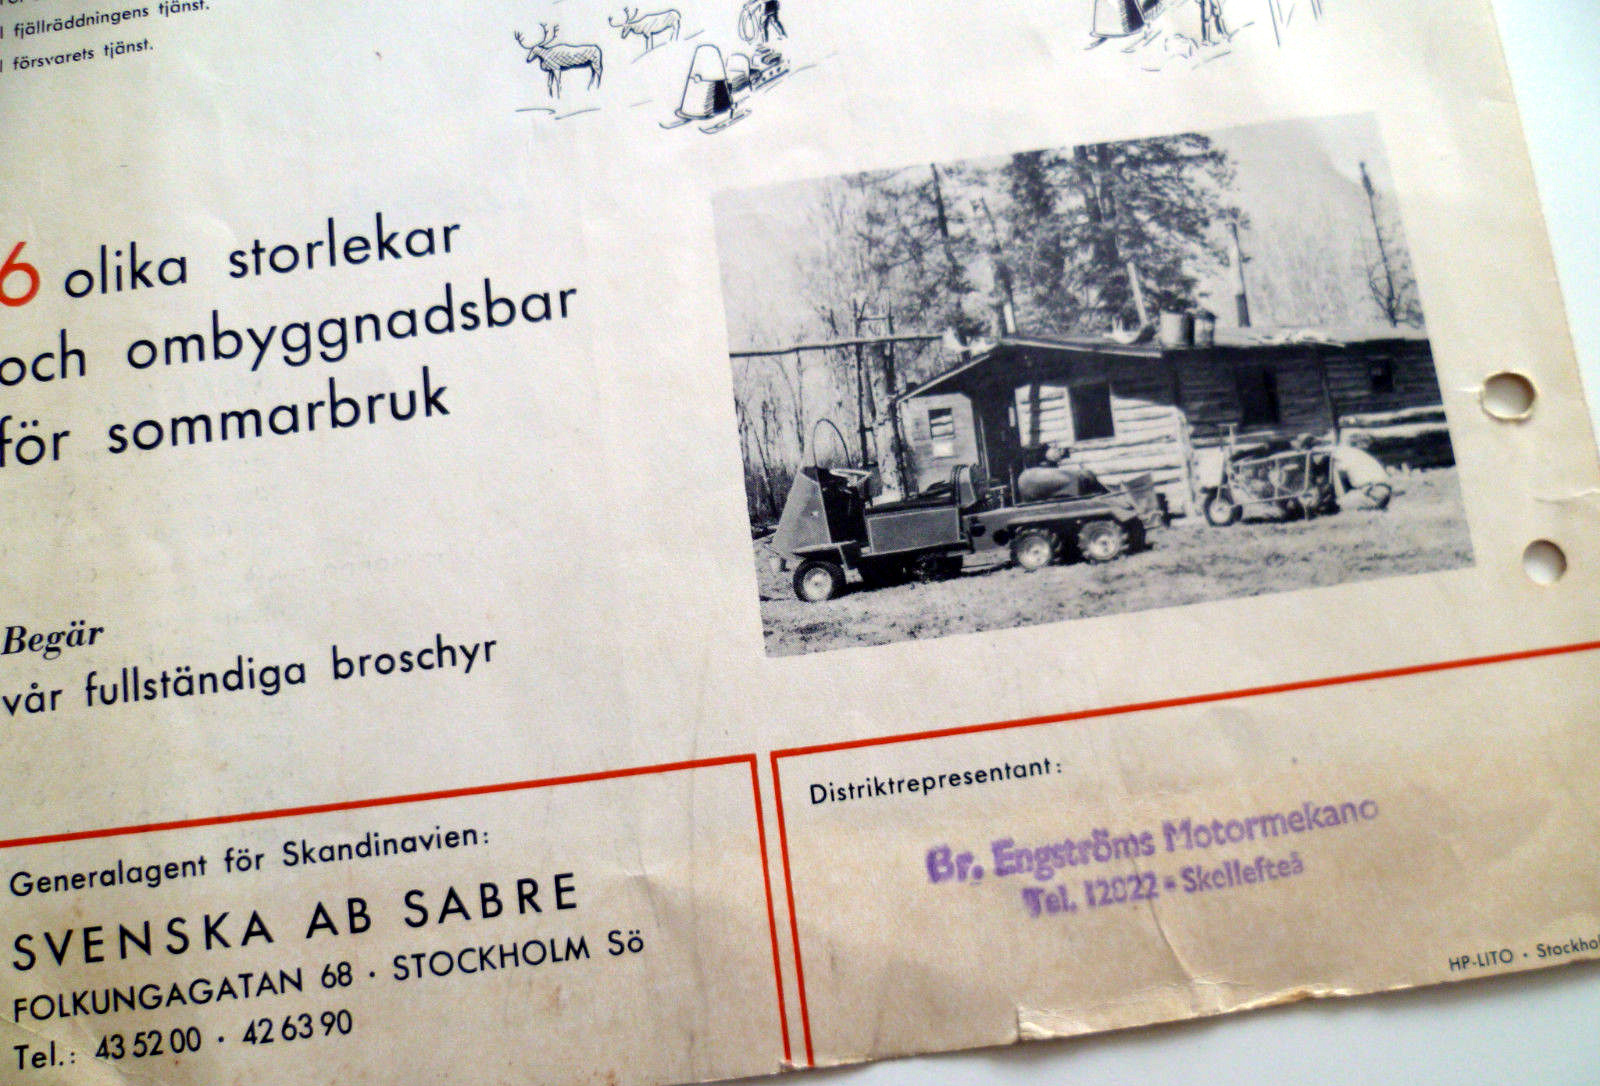 fjällräddningens tjänst.
försvarets tjänst.
6 olika storlekar
och ombyggnadsbar
för sommarbruk
Begär
vår fullständiga broschyr
Generalagent för Skandinavien:
SVENSKA AB SABRE
FOLKUNGAGATAN 68 · STOCKHOLM Sö
Tel.: 43 52 00 · 42 63 90
Distriktrepresentant:
Br. Engströms Motormekano
Tel. 12022 - Skellefteå
HP-LITO · Stockho